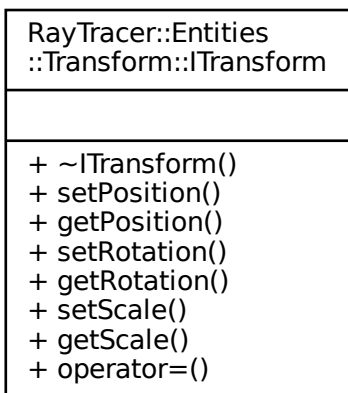 RayTracer::Entities
::Transform::ITransform
+ ~ITransform()
+ setPosition()
+ getPosition()
+ setRotation()
+ getRotation()
+ setScale()
+ getScale()
+ operator=()